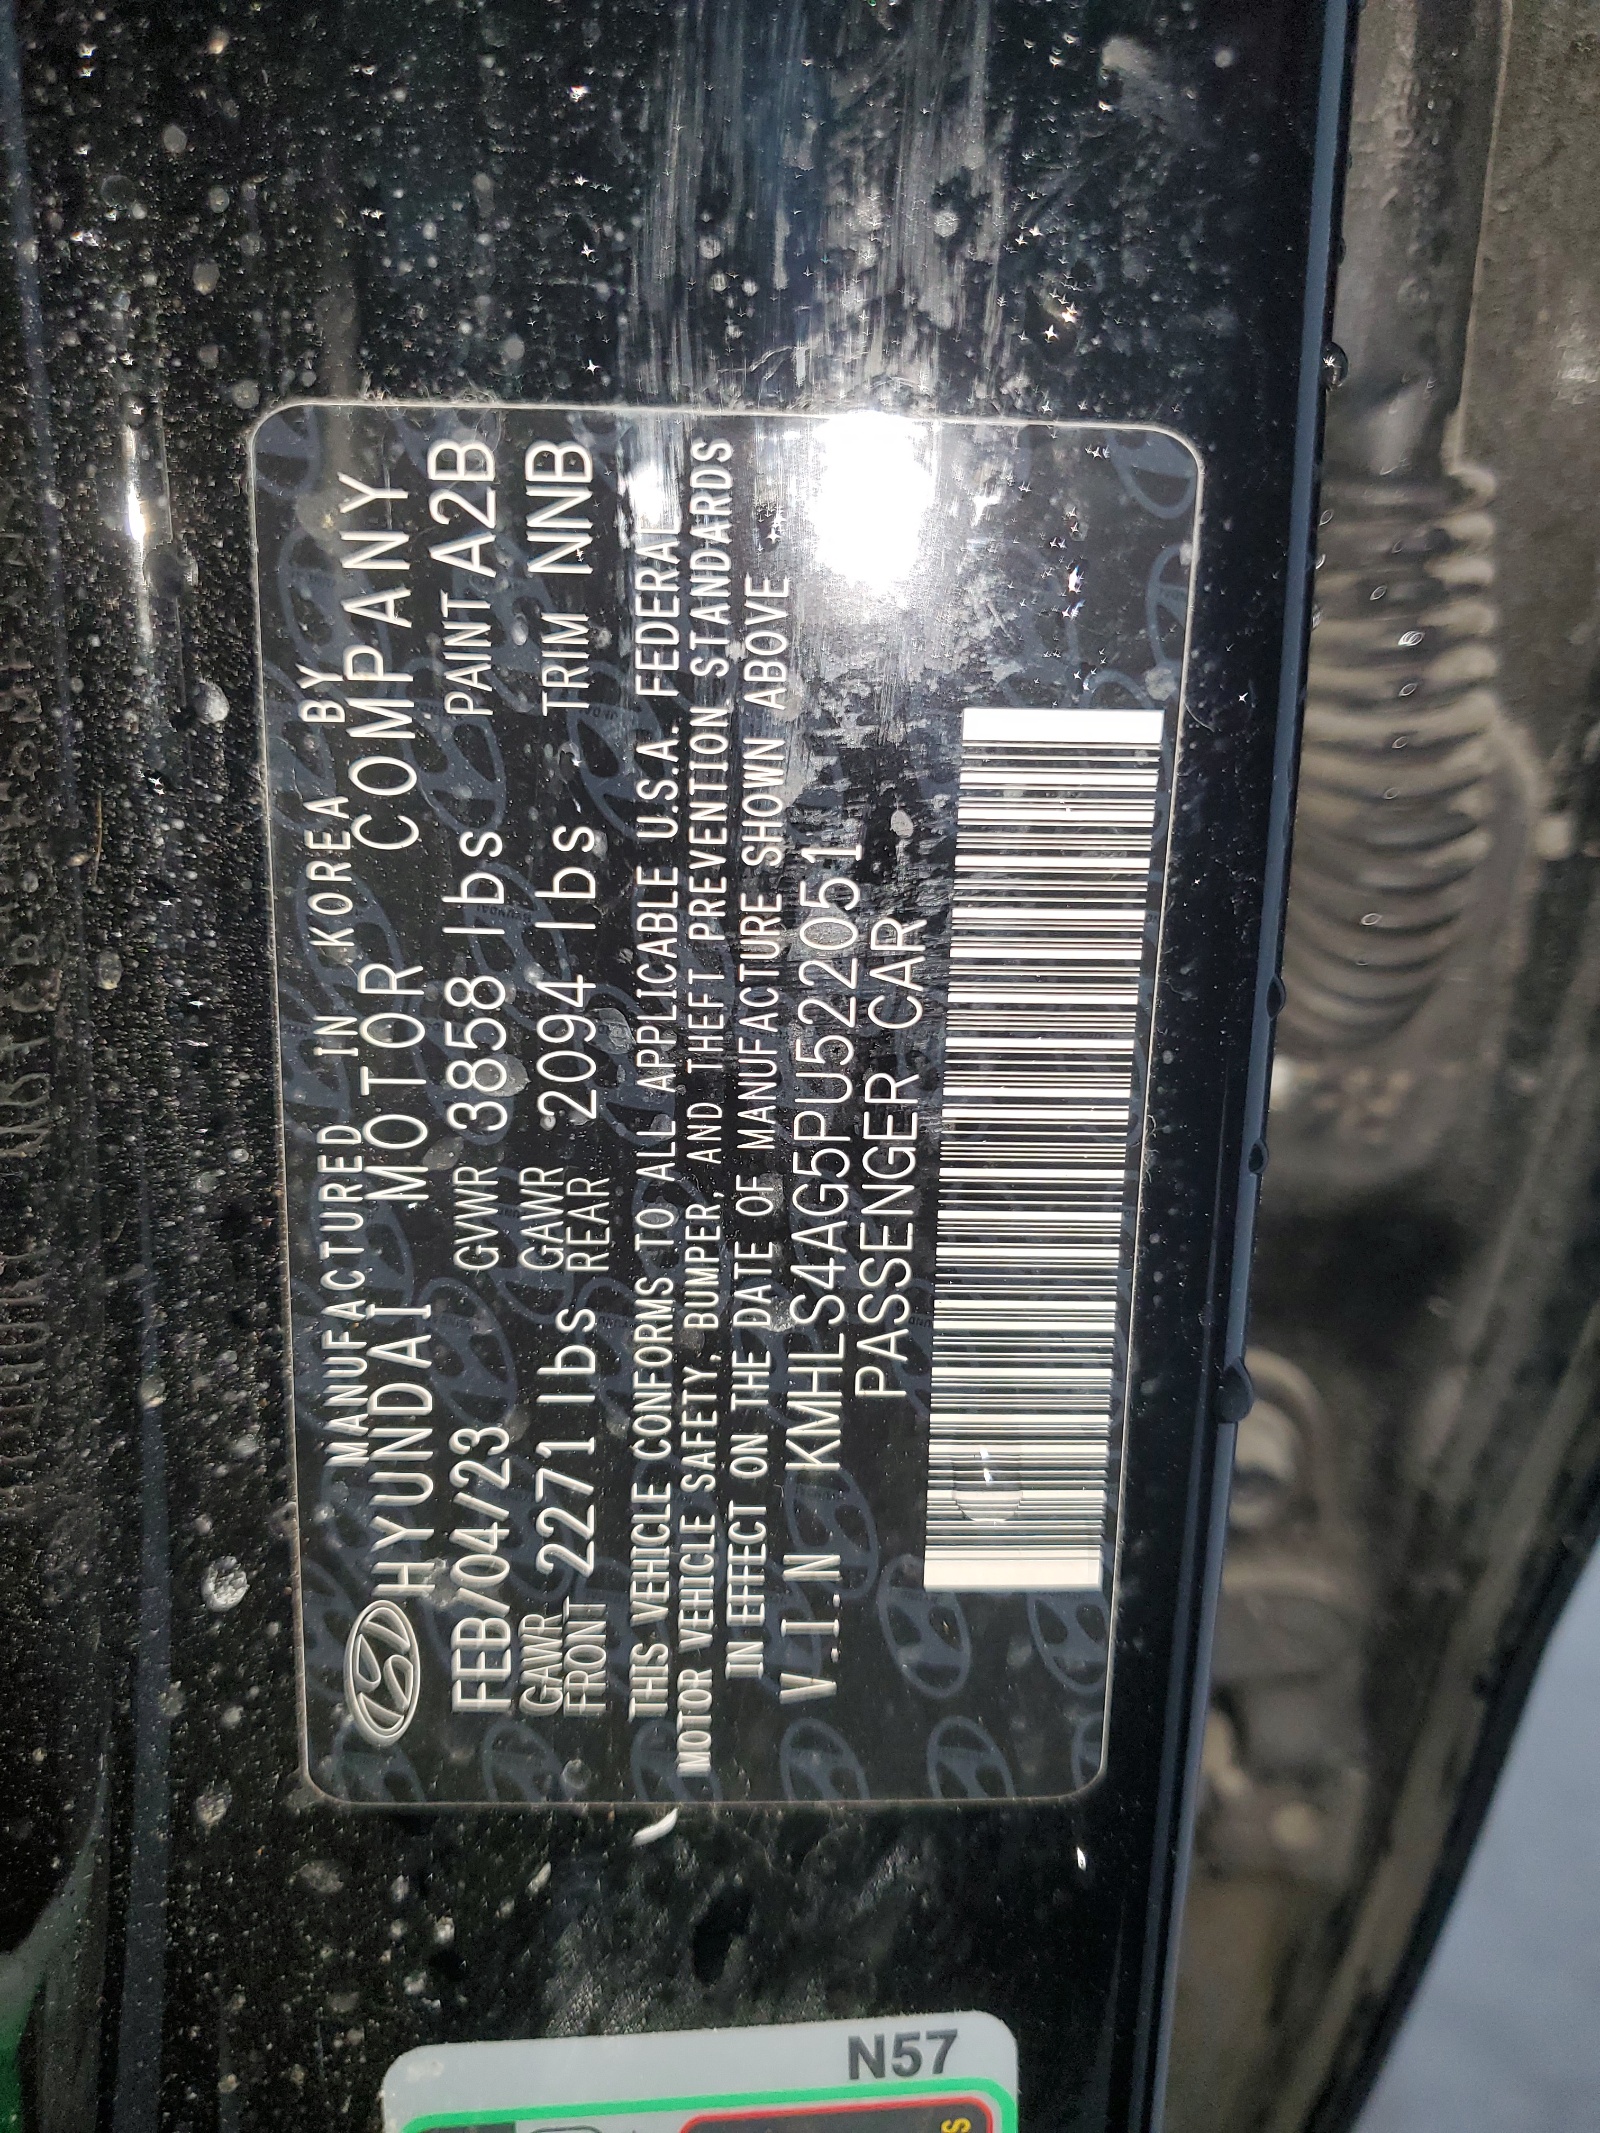 MANUFACTURED IN KOREA BY
HYUNDAI MOTOR COMPANY
FEB/04/23 GVWR 3858 lbs PAINT A2B
GAWR FRONT 2271 lbs GAWR REAR 2094 lbs TRIM NNB
THIS VEHICLE CONFORMS TO ALL APPLICABLE U.S.A. FEDERAL
MOTOR VEHICLE SAFETY, BUMPER, AND THEFT PREVENTION STANDARDS
IN EFFECT ON THE DATE OF MANUFACTURE SHOWN ABOVE
V.I.N KMHLS4AG5PU522051
PASSENGER CAR
N57